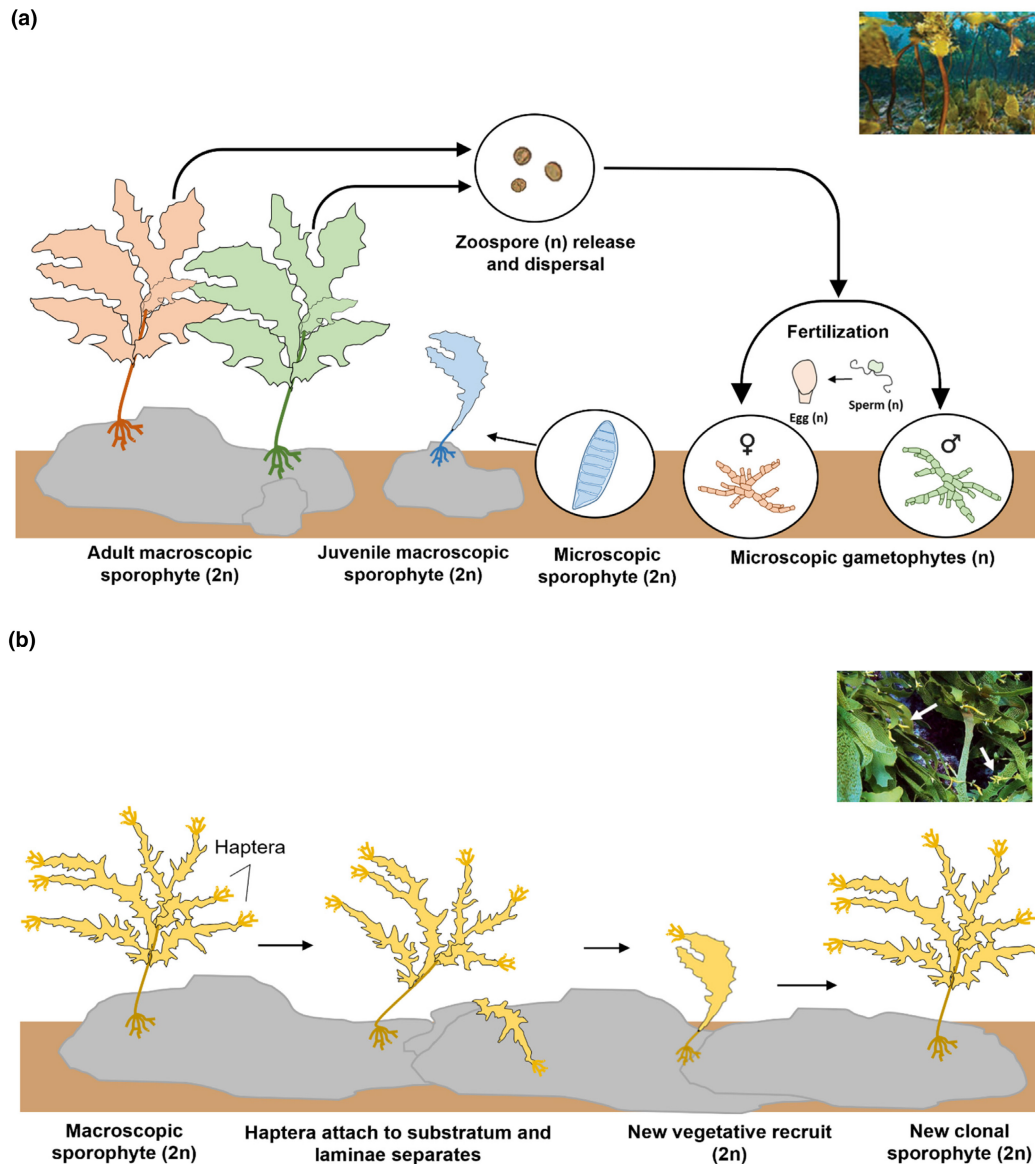 (a)
Zoospore (n) release
and dispersal
Fertilization
Egg (n)
Sperm (n)
♀
♂
Adult macroscopic
sporophyte (2n)
Juvenile macroscopic
sporophyte (2n)
Microscopic
sporophyte (2n)
Microscopic gametophytes (n)
(b)
Haptera
Macroscopic
sporophyte (2n)
Haptera attach to substratum and
laminae separates
New vegetative recruit
(2n)
New clonal
sporophyte (2n)